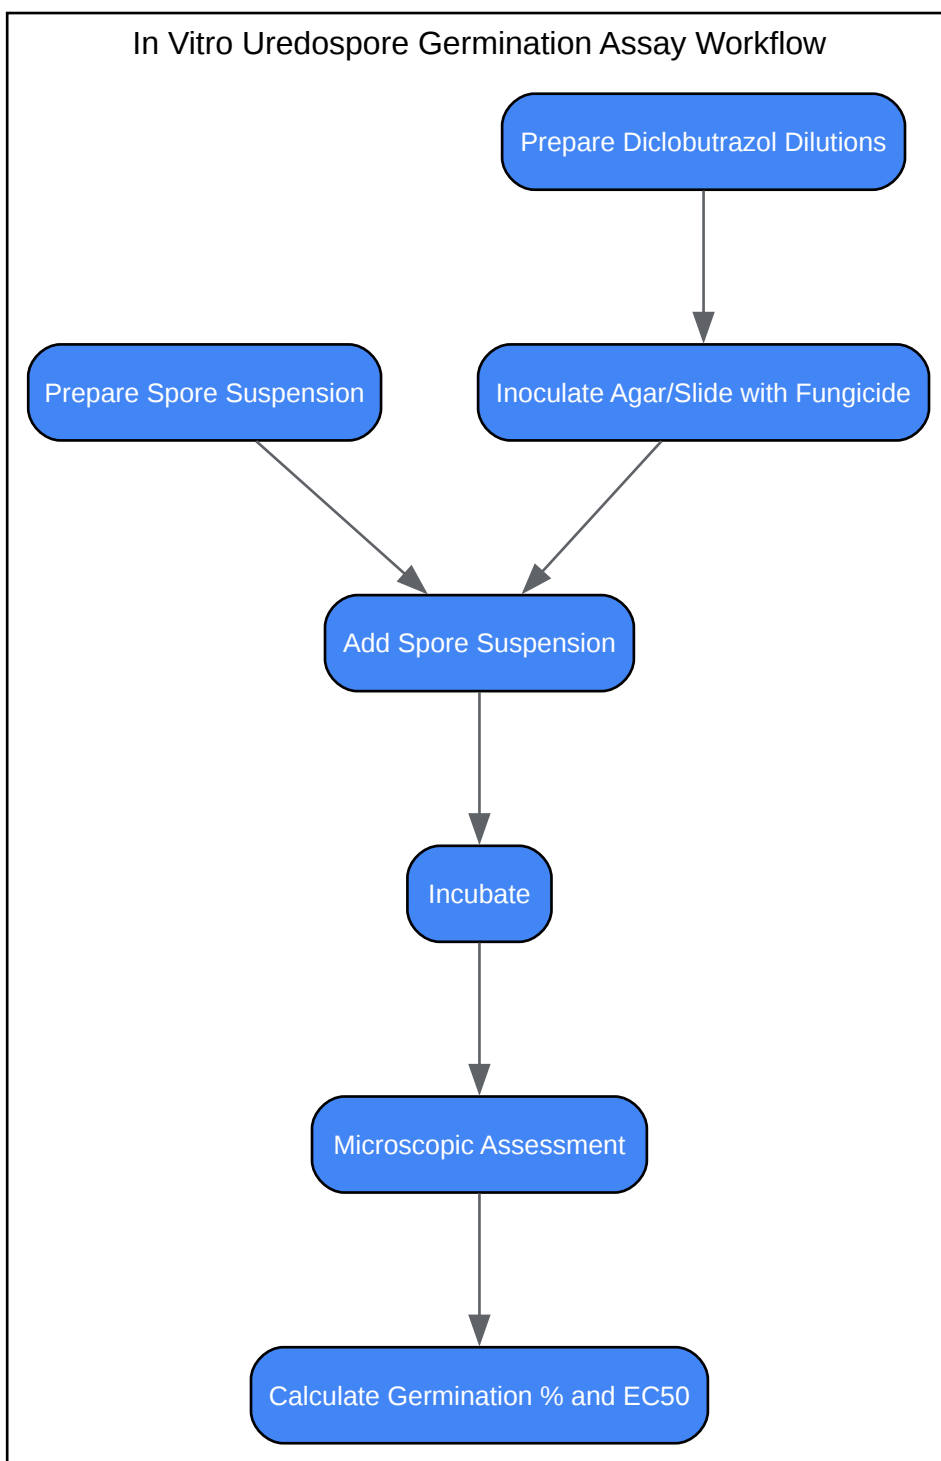 In Vitro Uredospore Germination Assay Workflow
Prepare Diclobutrazol Dilutions
Prepare Spore Suspension
Inoculate Agar/Slide with Fungicide
Add Spore Suspension
Incubate
Microscopic Assessment
Calculate Germination % and EC50